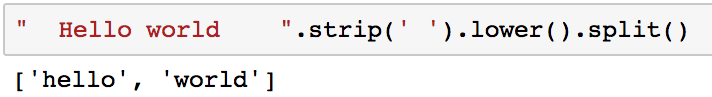 "  Hello world    ".strip(' ').lower().split()
['hello', 'world']